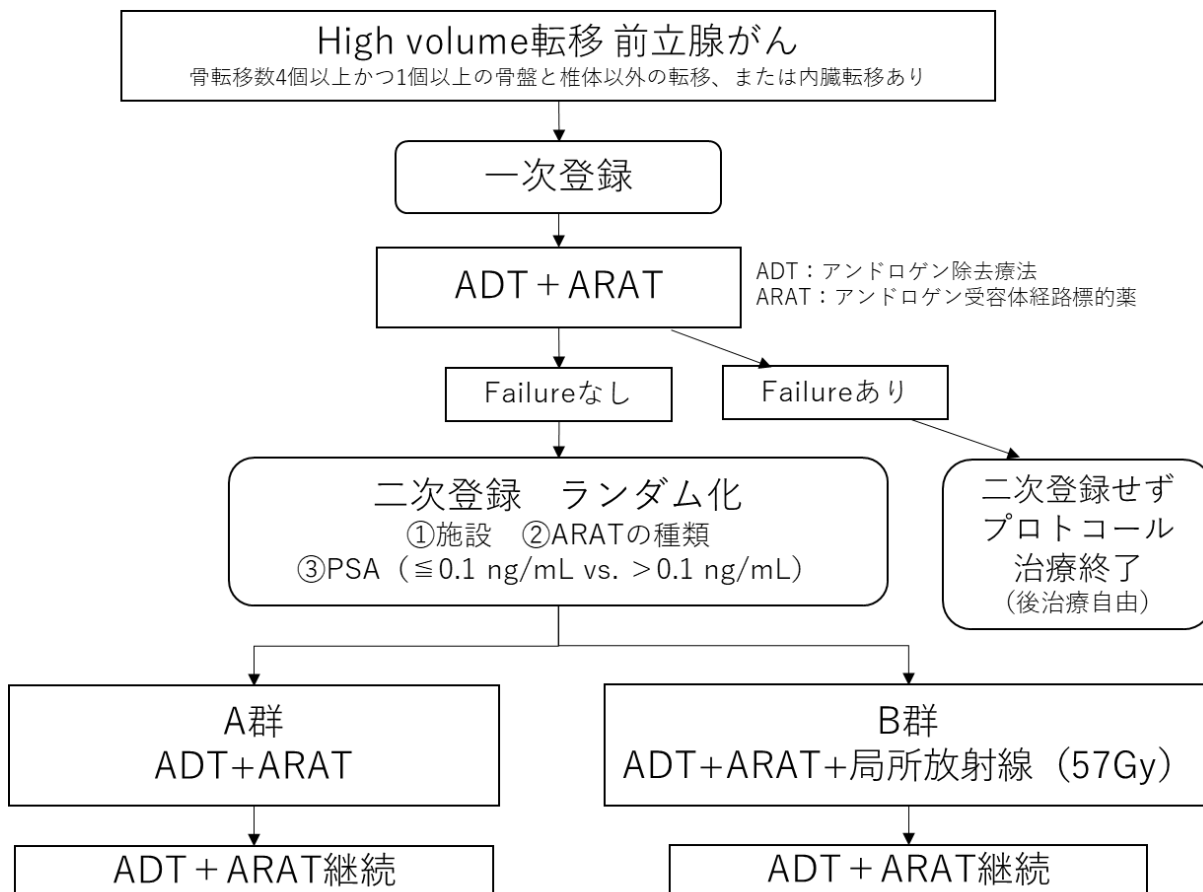 High volume転移 前立腺がん
骨転移数4個以上かつ1個以上の骨盤と椎体以外の転移、または内臓転移あり
一次登録
ADT＋ARAT
ADT：アンドロゲン除去療法
ARAT：アンドロゲン受容体経路標的薬
Failureなし
Failureあり
二次登録　ランダム化
①施設　②ARATの種類
③PSA（≦0.1 ng/mL vs. ＞0.1 ng/mL）
二次登録せず
プロトコール
治療終了
（後治療自由）
A群
ADT+ARAT
B群
ADT+ARAT+局所放射線（57Gy）
ADT＋ARAT継続
ADT＋ARAT継続